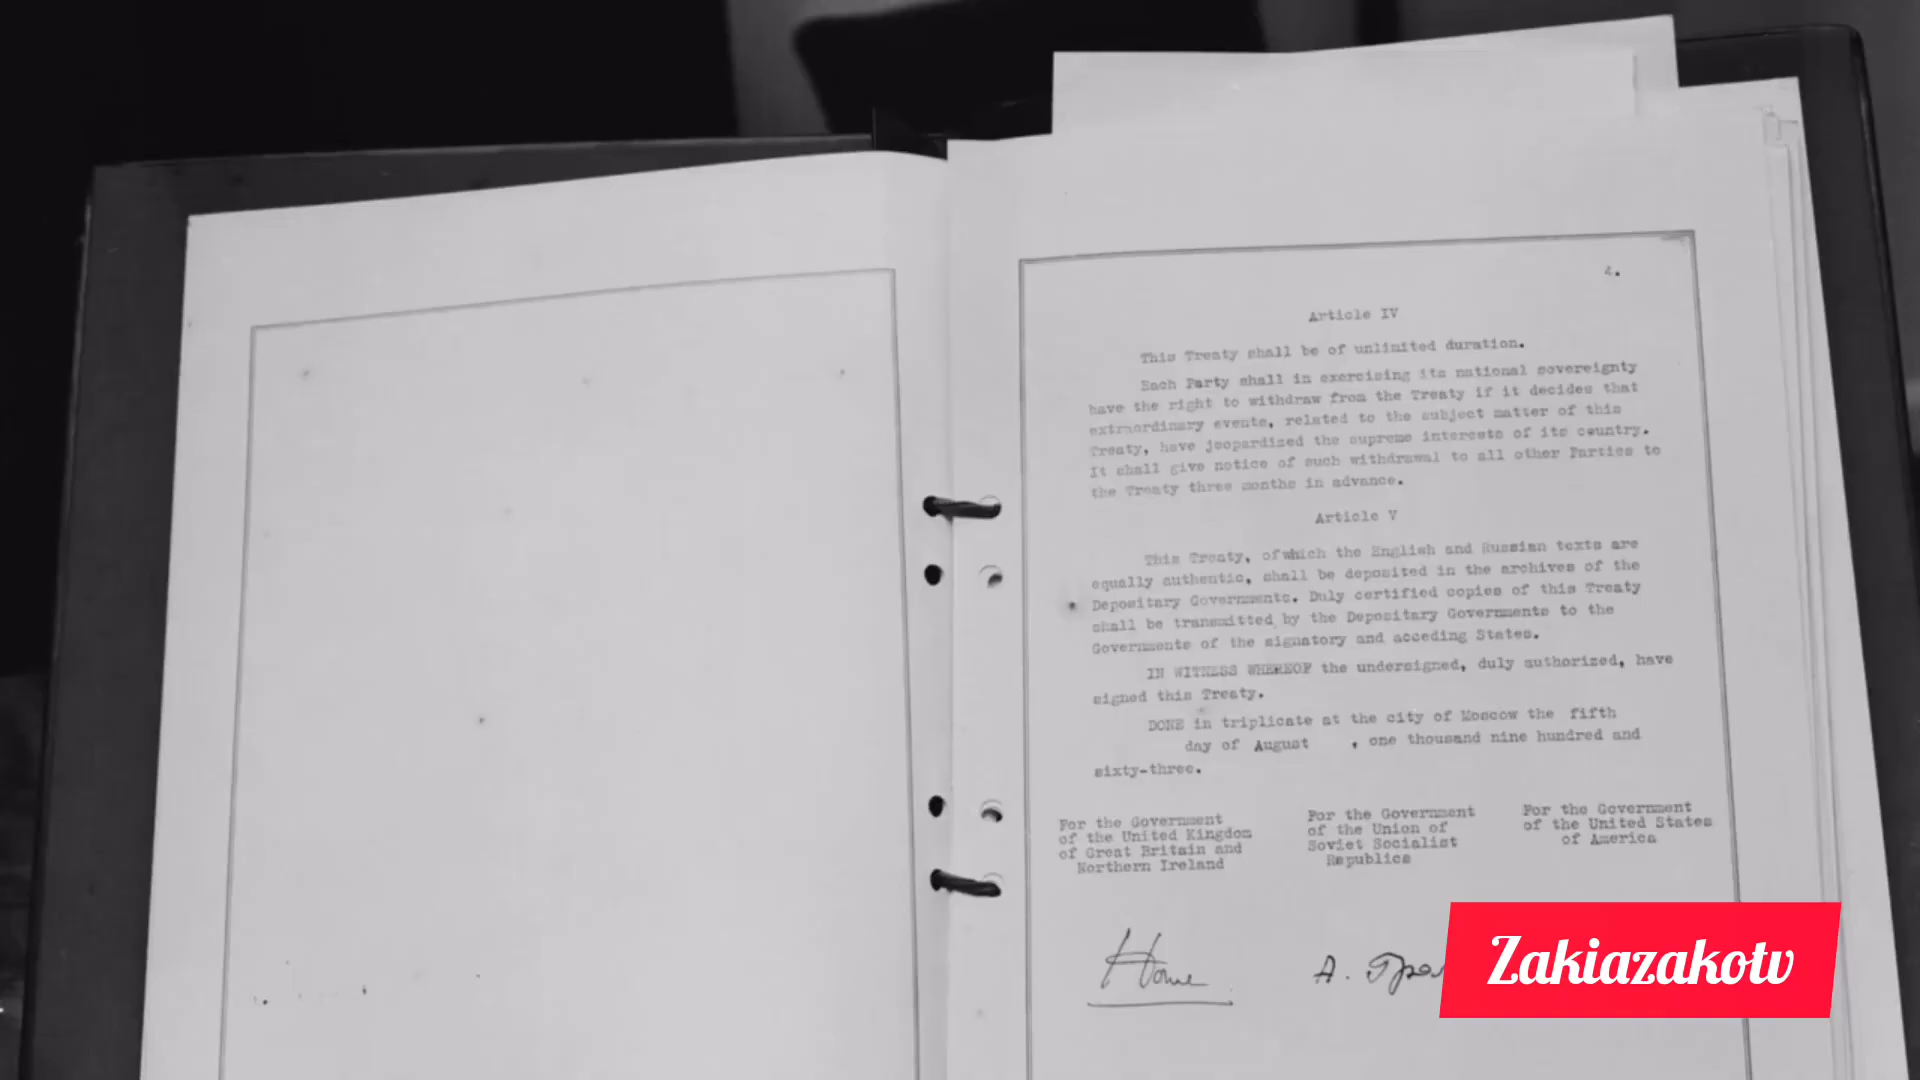 4.
Article IV
This Treaty shall be of unlimited duration.
Each Party shall in exercising its national sovereignty
have the right to withdraw from the Treaty if it decides that
extraordinary events, related to the subject matter of this
Treaty, have jeopardized the supreme interests of its country.
It shall give notice of such withdrawal to all other Parties to
the Treaty three months in advance.
Article V
This Treaty, of which the English and Russian texts are
equally authentic, shall be deposited in the archives of the
Depositary Governments. Duly certified copies of this Treaty
shall be transmitted by the Depositary Governments to the
Governments of the signatory and acceding States.
IN WITNESS WHEREOF the undersigned, duly authorized, have
signed this Treaty.
DONE in triplicate at the city of Moscow the fifth
day of August , one thousand nine hundred and
sixty-three.
For the Government
of the United Kingdom
of Great Britain and
Northern Ireland
For the Government
of the Union of
Soviet Socialist
Republics
For the Government
of the United States
of America
Home
А. Гром
Zakiazakotv